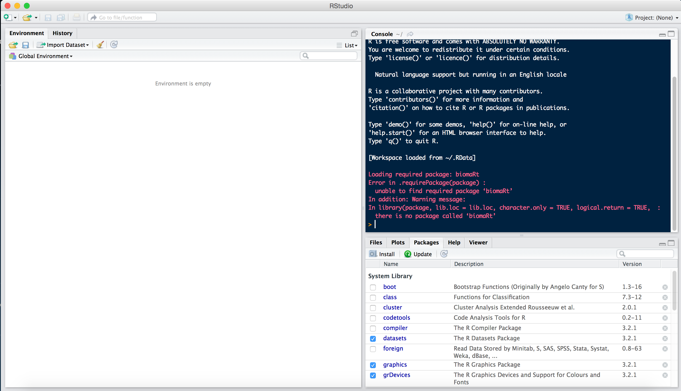 RStudio
Go to file/function
Project: (None)
Environment History
Import Dataset
List
Global Environment
Environment is empty
Console ~/
R is free software and comes with ABSOLUTELY NO WARRANTY.
You are welcome to redistribute it under certain conditions.
Type 'license()' or 'licence()' for distribution details.
Natural language support but running in an English locale
R is a collaborative project with many contributors.
Type 'contributors()' for more information and
'citation()' on how to cite R or R packages in publications.
Type 'demo()' for some demos, 'help()' for on-line help, or
'help.start()' for an HTML browser interface to help.
Type 'q()' to quit R.
[Workspace loaded from ~/.RData]
Loading required package: biomaRt
Error in .requirePackage(package) :
unable to find required package 'biomaRt'
In addition: Warning message:
In library(package, lib.loc = lib.loc, character.only = TRUE, logical.return = TRUE, :
there is no package called 'biomaRt'
>
Files Plots Packages Help Viewer
Install Update
Name Description Version
System Library
boot Bootstrap Functions (Originally by Angelo Canty for S) 1.3-16
class Functions for Classification 7.3-12
cluster Cluster Analysis Extended Rousseeuw et al. 2.0.1
codetools Code Analysis Tools for R 0.2-11
compiler The R Compiler Package 3.2.1
datasets The R Datasets Package 3.2.1
foreign Read Data Stored by Minitab, S, SAS, SPSS, Stata, Systat, Weka, dBase, ... 0.8-63
graphics The R Graphics Package 3.2.1
grDevices The R Graphics Devices and Support for Colours and Fonts 3.2.1